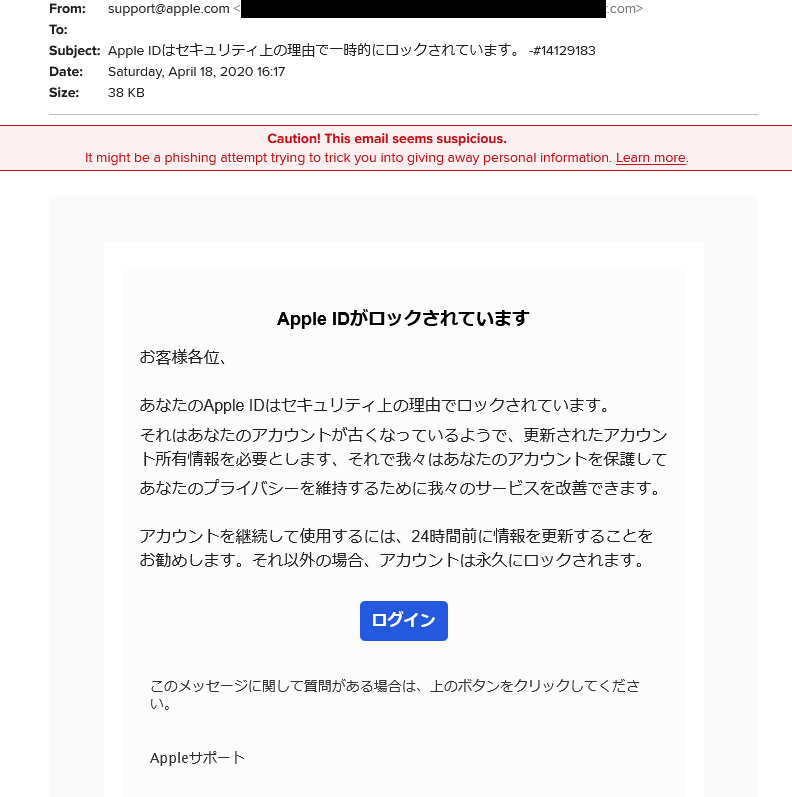 From: support@apple.com < .com>
To:
Subject: Apple IDはセキュリティ上の理由で一時的にロックされています。 -#14129183
Date: Saturday, April 18, 2020 16:17
Size: 38 KB
Caution! This email seems suspicious.
It might be a phishing attempt trying to trick you into giving away personal information. Learn more.
Apple IDがロックされています
お客様各位、
あなたのApple IDはセキュリティ上の理由でロックされています。
それはあなたのアカウントが古くなっているようで、更新されたアカウン
ト所有情報を必要とします、それで我々はあなたのアカウントを保護して
あなたのプライバシーを維持するために我々のサービスを改善できます。
アカウントを継続して使用するには、24時間前に情報を更新することを
お勧めします。それ以外の場合、アカウントは永久にロックされます。
ログイン
このメッセージに関して質問がある場合は、上のボタンをクリックしてくださ
い。
Appleサポート